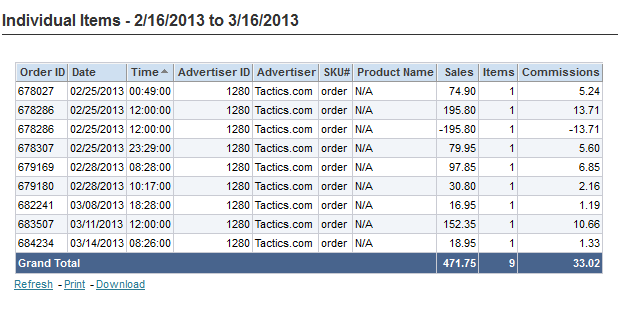 Individual Items - 2/16/2013 to 3/16/2013
Order ID Date Time Advertiser ID Advertiser SKU# Product Name Sales Items Commissions
678027 02/25/2013 00:49:00 1280 Tactics.com order N/A 74.90 1 5.24
678286 02/25/2013 12:00:00 1280 Tactics.com order N/A 195.80 1 13.71
678286 02/25/2013 12:00:00 1280 Tactics.com order N/A -195.80 1 -13.71
678307 02/25/2013 23:29:00 1280 Tactics.com order N/A 79.95 1 5.60
679169 02/28/2013 08:28:00 1280 Tactics.com order N/A 97.85 1 6.85
679180 02/28/2013 10:17:00 1280 Tactics.com order N/A 30.80 1 2.16
682241 03/08/2013 18:28:00 1280 Tactics.com order N/A 16.95 1 1.19
683507 03/11/2013 12:00:00 1280 Tactics.com order N/A 152.35 1 10.66
684234 03/14/2013 08:26:00 1280 Tactics.com order N/A 18.95 1 1.33
Grand Total 471.75 9 33.02
Refresh - Print - Download